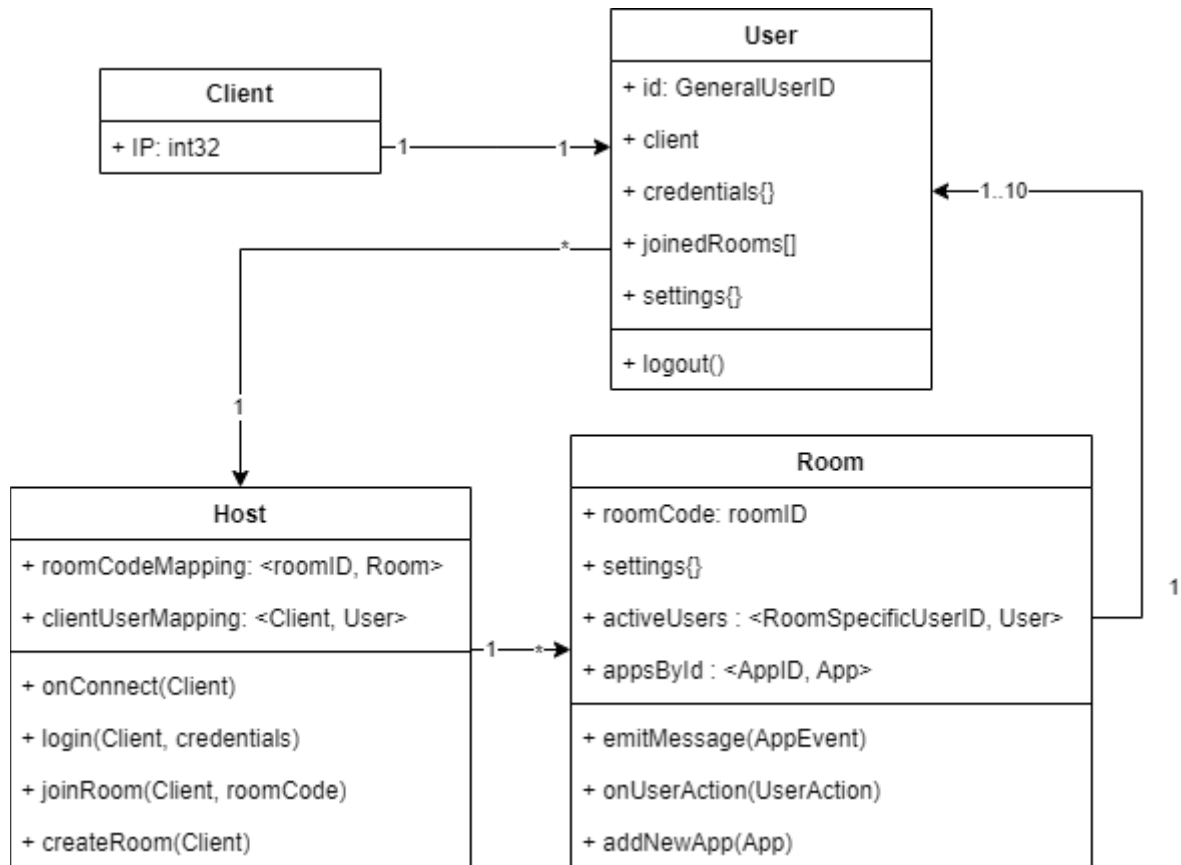 Client
+ IP: int32
1
1
User
+ id: GeneralUserID
+ client
+ credentials{}
+ joinedRooms[]
+ settings{}
+ logout()
1..10
*
1
1
Host
+ roomCodeMapping: <roomID, Room>
+ clientUserMapping: <Client, User>
+ onConnect(Client)
+ login(Client, credentials)
+ joinRoom(Client, roomCode)
+ createRoom(Client)
1
*
Room
+ roomCode: roomID
+ settings{}
+ activeUsers : <RoomSpecificUserID, User>
+ appsById : <AppID, App>
+ emitMessage(AppEvent)
+ onUserAction(UserAction)
+ addNewApp(App)